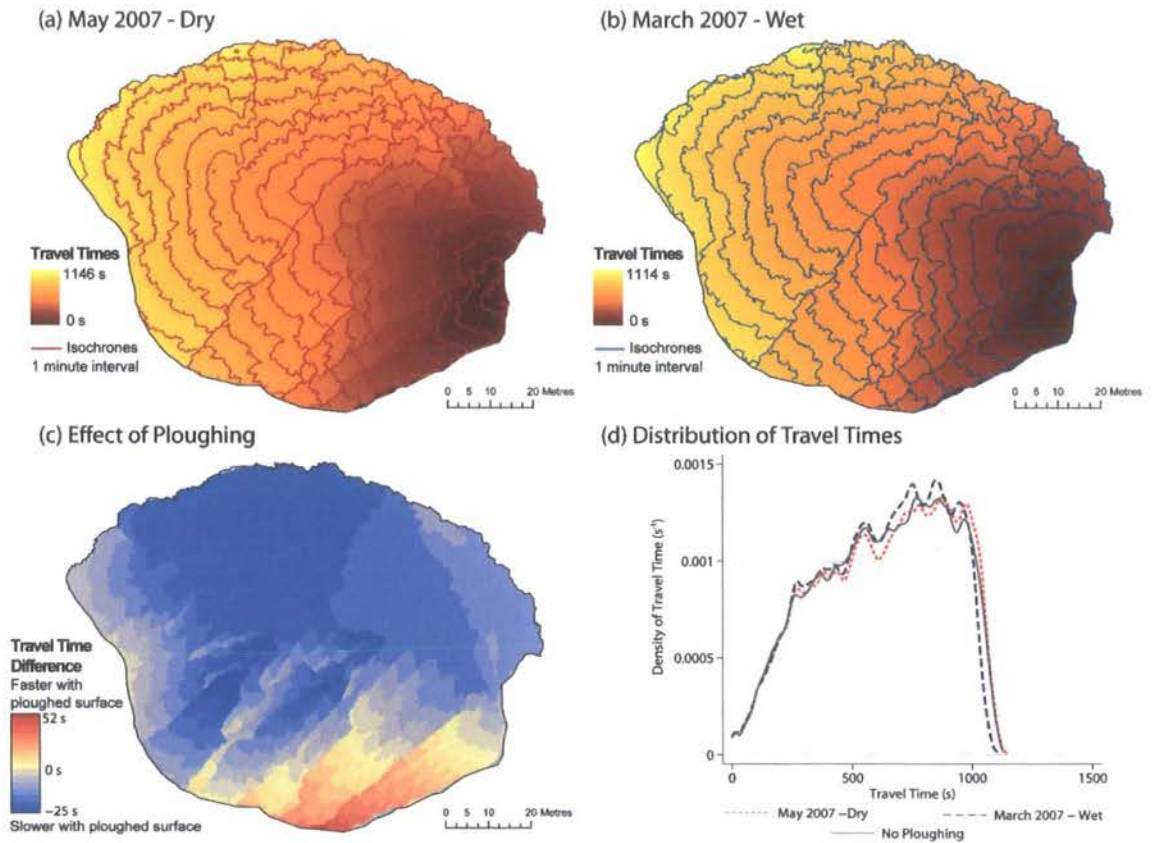 (a) May 2007 - Dry
Travel Times
1146 s
0 s
Isochrones
1 minute interval
0 5 10 20 Metres
(b) March 2007 - Wet
Travel Times
1114 s
0 s
Isochrones
1 minute interval
0 5 10 20 Metres
(c) Effect of Ploughing
Travel Time
Difference
Faster with
ploughed surface
52 s
0 s
−25 s
Slower with ploughed surface
0 5 10 20 Metres
(d) Distribution of Travel Times
Density of Travel Time (s⁻¹)
0.0015
0.001
0.0005
0
0 500 1000 1500
Travel Time (s)
May 2007 –Dry
March 2007 – Wet
No Ploughing